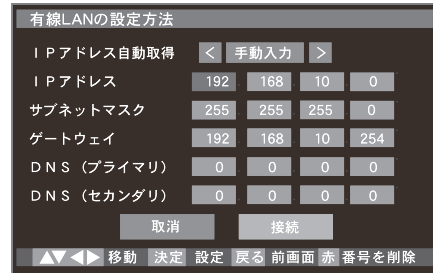 有線LANの設定方法
IPアドレス自動取得 < 手動入力 >
IPアドレス 192 . 168 . 10 . 0
サブネットマスク 255 . 255 . 255 . 0
ゲートウェイ 192 . 168 . 10 . 254
DNS(プライマリ) 0 . 0 . 0 . 0
DNS(セカンダリ) 0 . 0 . 0 . 0
取消 接続
▲▼◀▶ 移動 決定 設定 戻る 前画面 赤 番号を削除